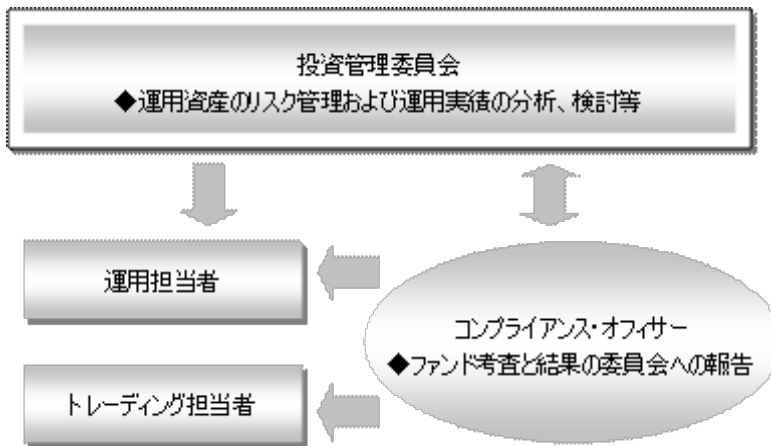 投資管理委員会
◆運用資産のリスク管理および運用実績の分析、検討等
運用担当者
コンプライアンス・オフィサー
◆ファンド考査と結果の委員会への報告
トレーディング担当者